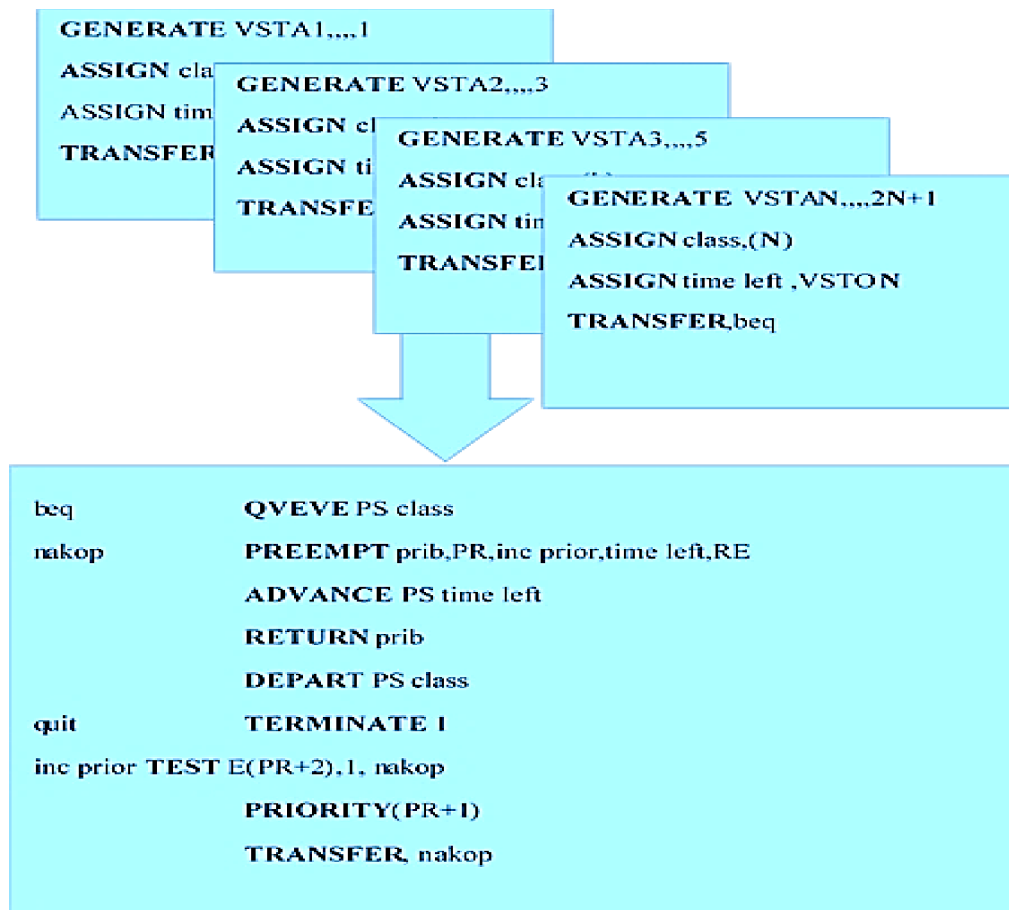 GENERATE VSTA1,,,,1
ASSIGN cla
ASSIGN tim
TRANSFER
GENERATE VSTA2,,,,3
ASSIGN cl
ASSIGN ti
TRANSFE
GENERATE VSTA3,,,,5
ASSIGN cla
ASSIGN tim
TRANSFER
GENERATE VSTAN,,,,2N+1
ASSIGN class,(N)
ASSIGN time left ,VSTON
TRANSFER,beq
beq QVEVE PS class
nakop PREEMPT prib,PR,inc prior,time left,RE
ADVANCE PS time left
RETURN prib
DEPART PS class
quit TERMINATE 1
inc prior TEST E(PR+2),1, nakop
PRIORITY(PR+1)
TRANSFER, nakop